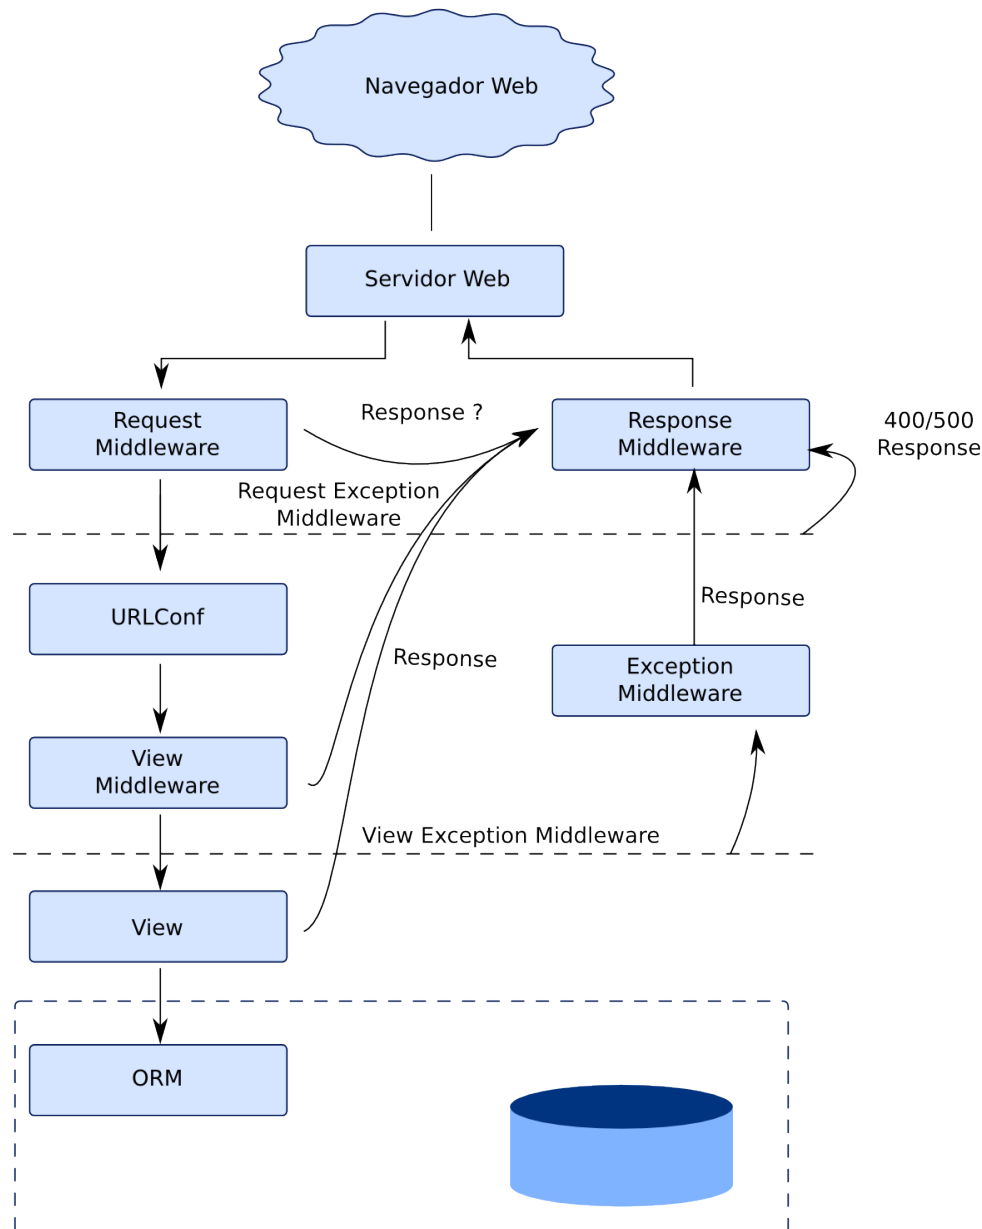 Navegador Web
Servidor Web
Request
Middleware
Response ?
Response
Middleware
400/500
Response
Request Exception
Middleware
URLConf
Response
Response
Exception
Middleware
View
Middleware
View Exception Middleware
View
ORM